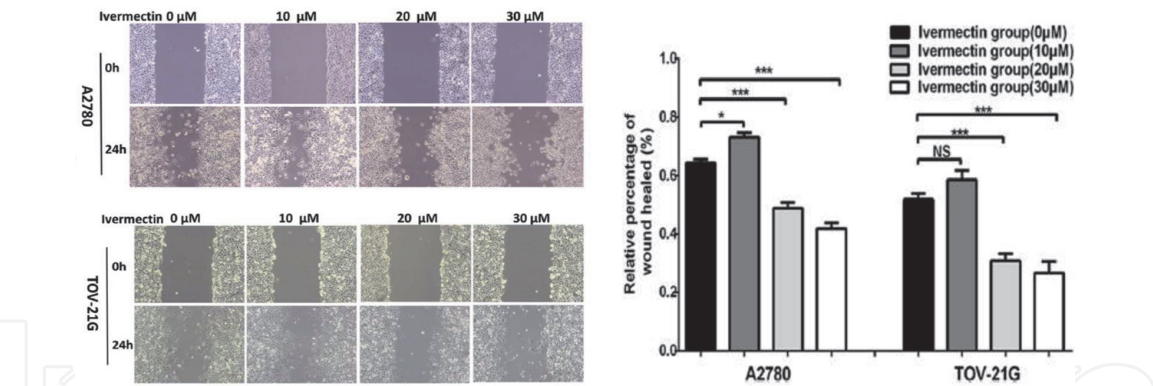 Ivermectin 0 μM 10 μM 20 μM 30 μM
0h
A2780
24h
Ivermectin 0 μM 10 μM 20 μM 30 μM
0h
TOV-21G
24h
Ivermectin group(0μM)
Ivermectin group(10μM)
Ivermectin group(20μM)
Ivermectin group(30μM)
Relative percentage of
wound healed (%)
1.0
0.8
0.6
0.4
0.2
0.0
***
***
*
***
***
NS
A2780 TOV-21G